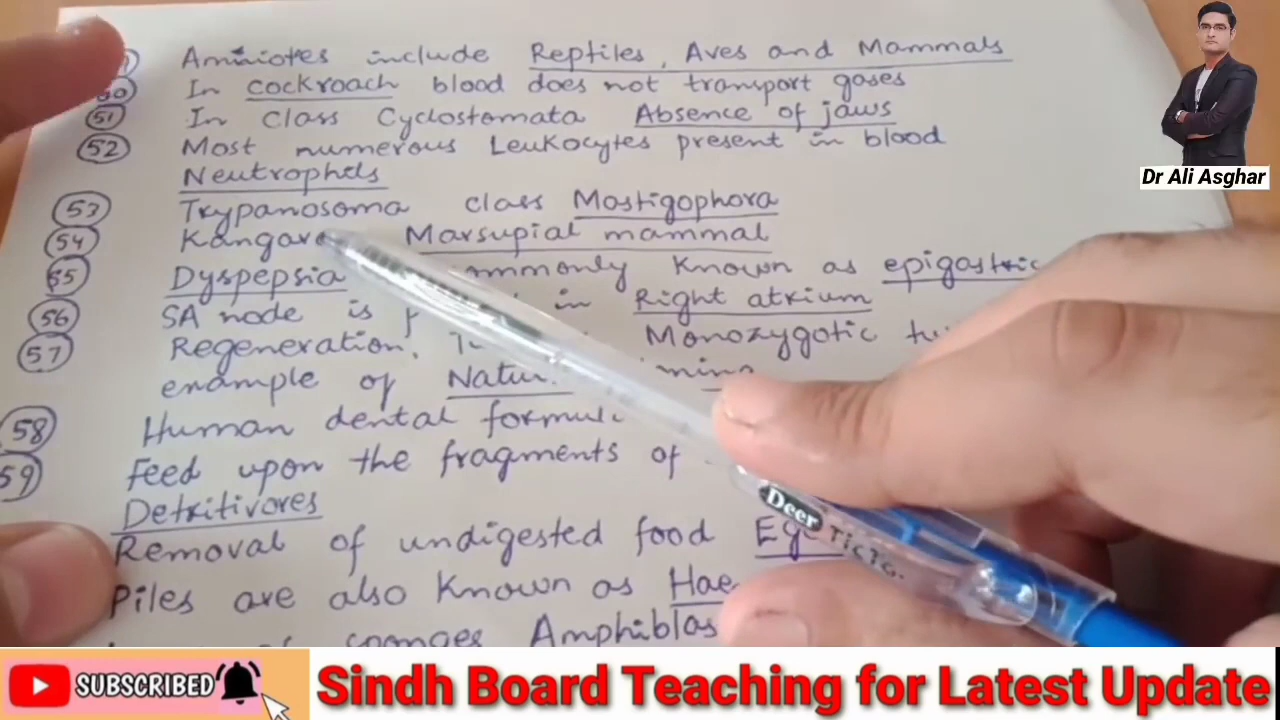 Amniotes include Reptiles, Aves and Mammals
In cockroach blood does not transport gases
51 In class Cyclostomata Absence of jaws
52 Most numerous Leukocytes present in blood
Neutrophils
53 Trypanosoma class Mastigophora
54 Marsupial mammal
55 Dyspepsia known as epigastric
56 SA node is in Right atrium
57 Regeneration, Monozygotic
example of
58 Human dental
59 Feed upon the fragments of
Detritivores
Removal of undigested food
Piles are also known as
sponges Amphiblas
Deer
TicTc.
Dr Ali Asghar
SUBSCRIBED
Sindh Board Teaching for Latest Update